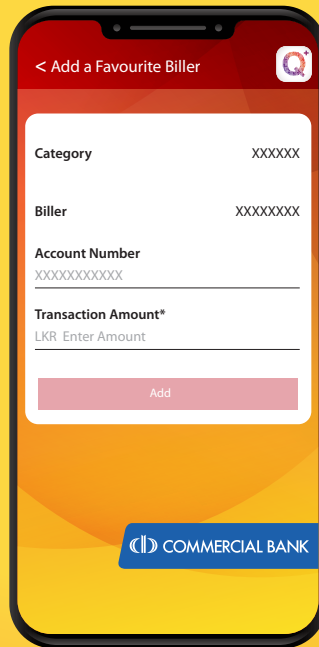 < Add a Favourite Biller
Q+
Category XXXXXX
Biller XXXXXXXX
Account Number
XXXXXXXXXXX
Transaction Amount*
LKR Enter Amount
Add
COMMERCIAL BANK